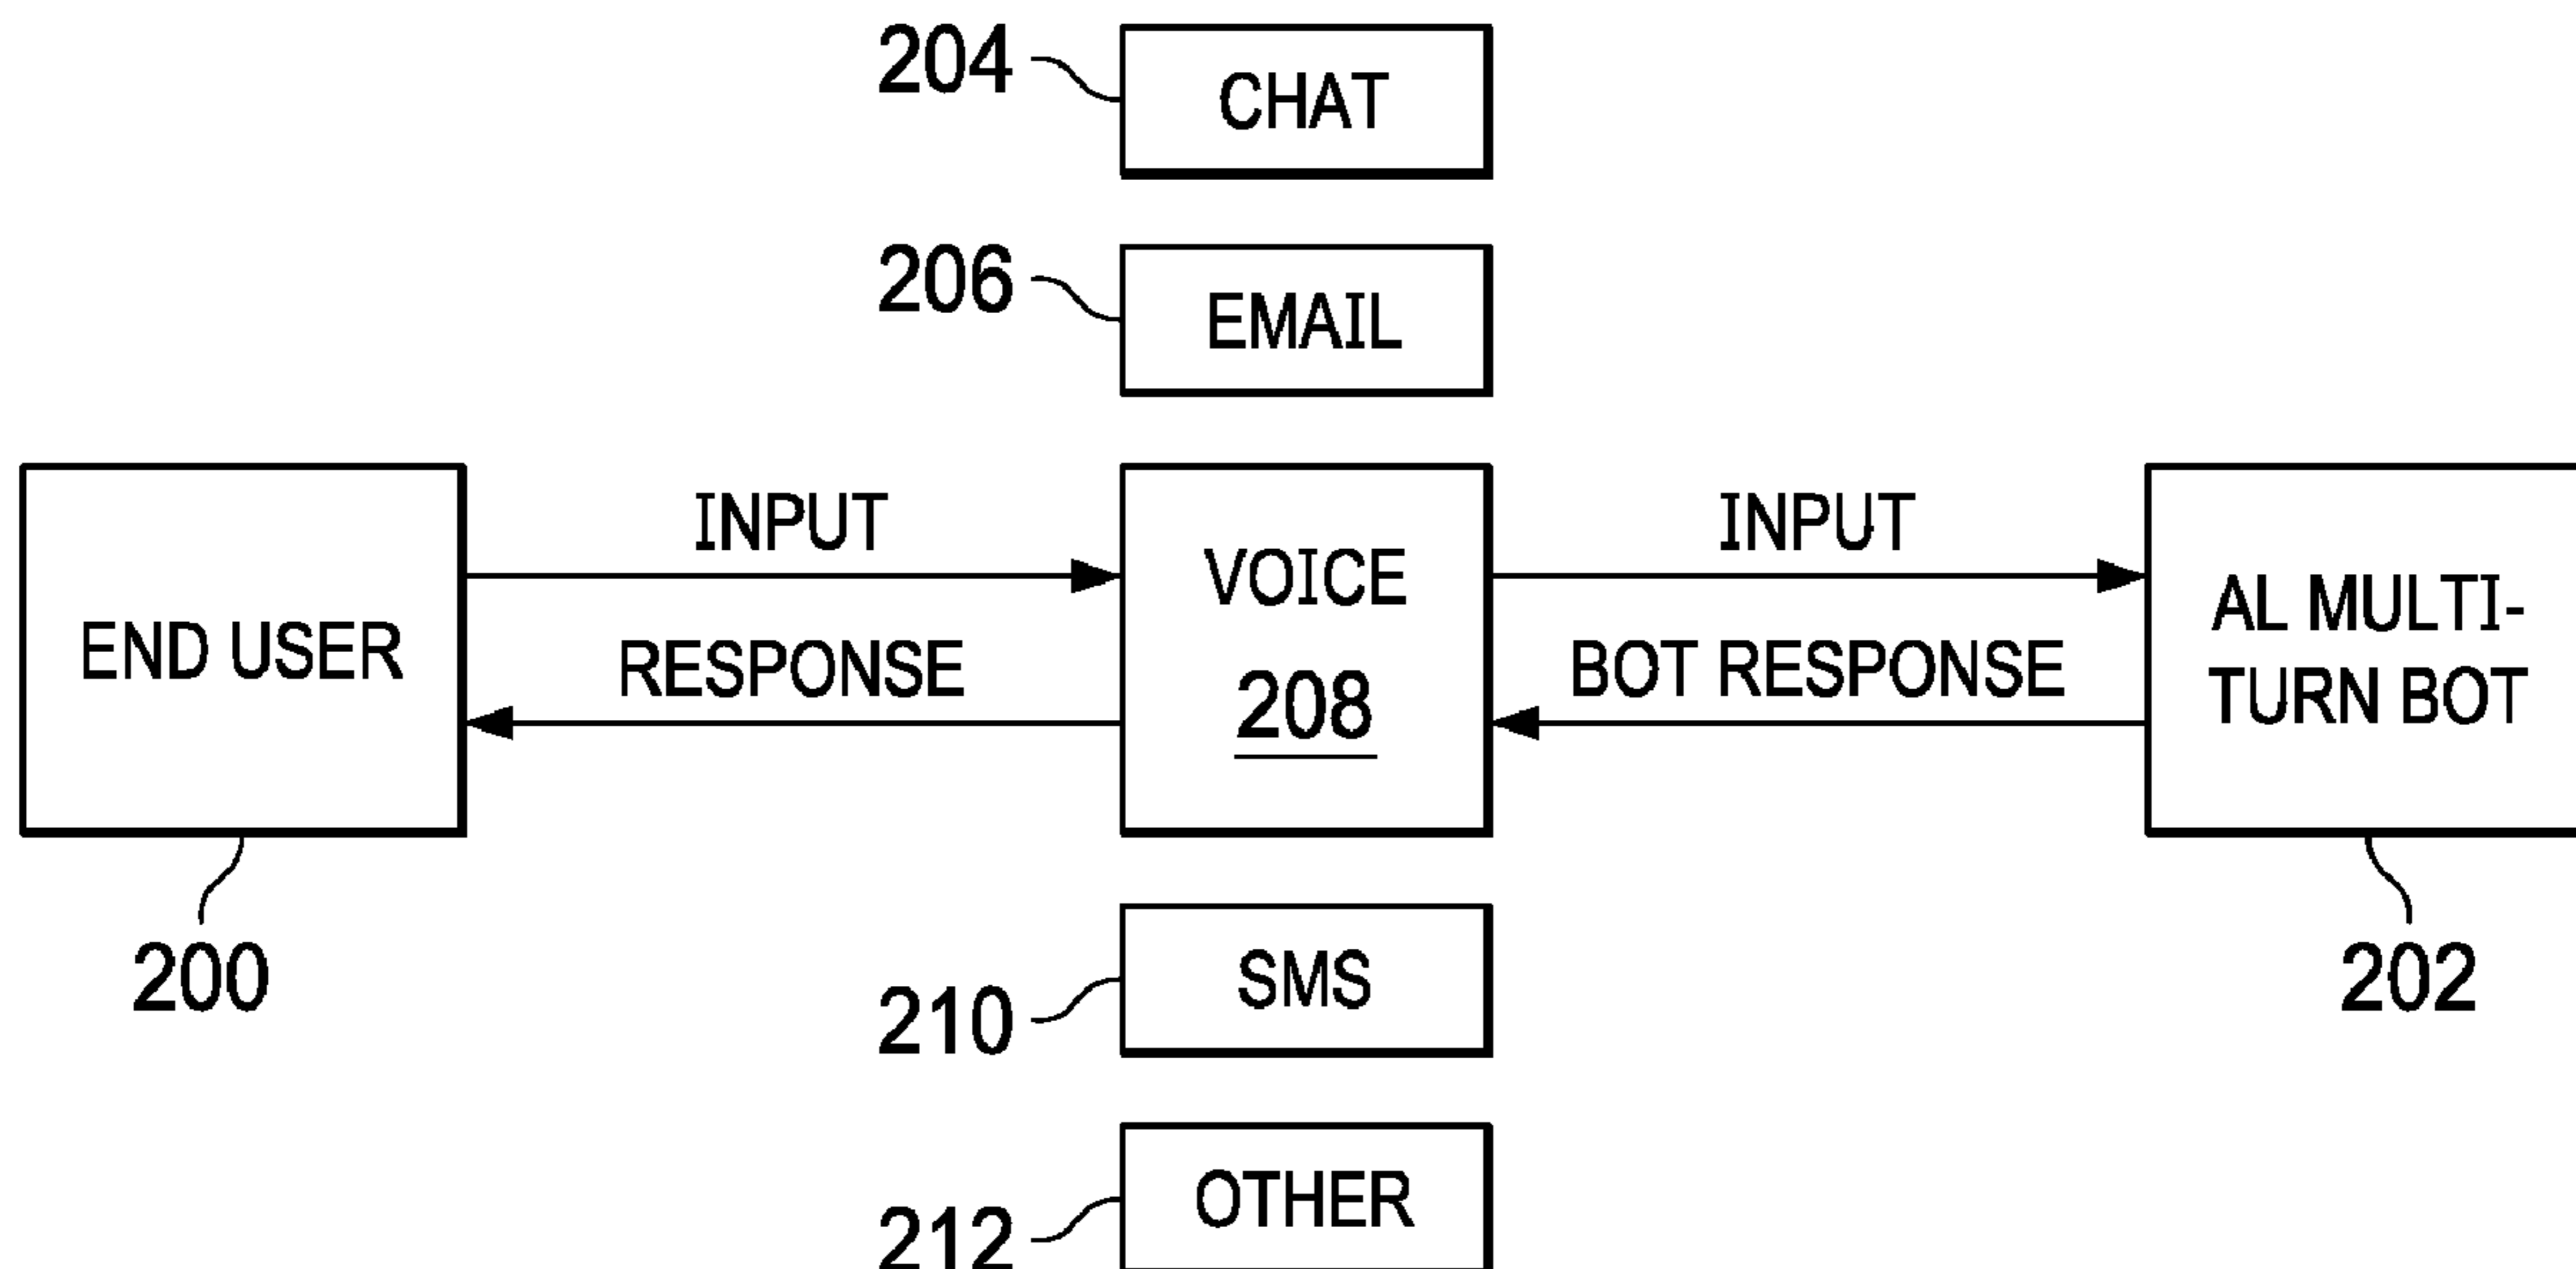 204
CHAT
206
EMAIL
END USER
INPUT
RESPONSE
VOICE
208
INPUT
BOT RESPONSE
AL MULTI-
TURN BOT
200
202
210
SMS
212
OTHER